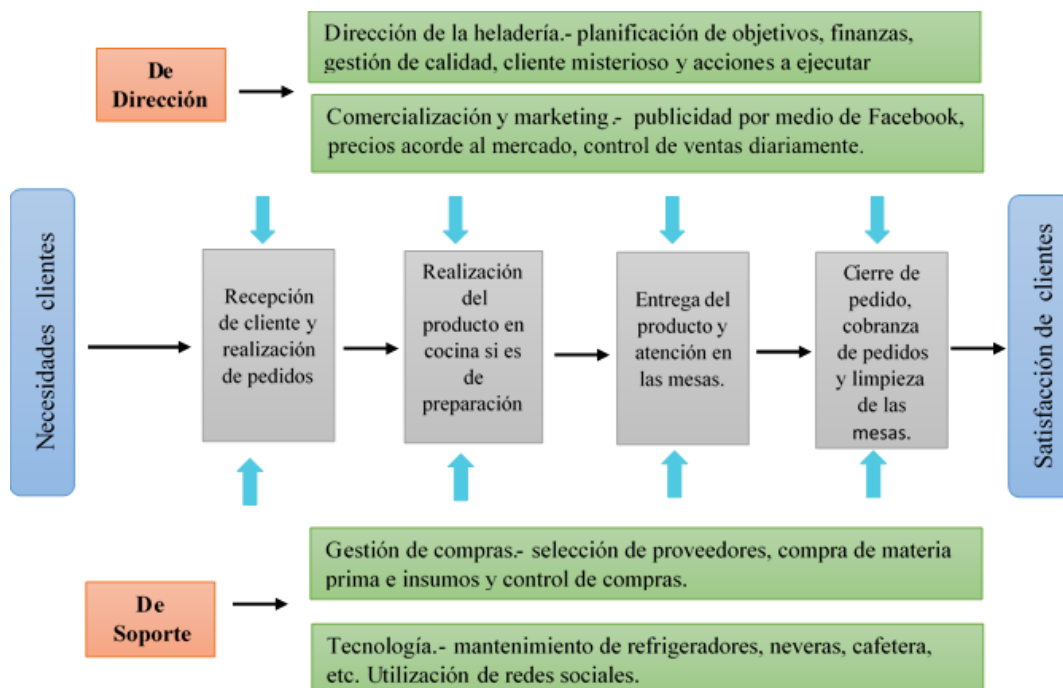 De
Dirección
Dirección de la heladería.- planificación de objetivos, finanzas,
gestión de calidad, cliente misterioso y acciones a ejecutar
Comercialización y marketing.- publicidad por medio de Facebook,
precios acorde al mercado, control de ventas diariamente.
Necesidades clientes
Recepción
de cliente y
realización
de pedidos
Realización
del
producto en
cocina si es
de
preparación
Entrega del
producto y
atención en
las mesas.
Cierre de
pedido,
cobranza
de pedidos
y limpieza
de las
mesas.
Satisfacción de clientes
De
Soporte
Gestión de compras.- selección de proveedores, compra de materia
prima e insumos y control de compras.
Tecnología.- mantenimiento de refrigeradores, neveras, cafetera,
etc. Utilización de redes sociales.